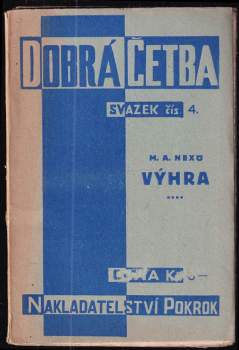 DOBRÁ ČETBA
SVAZEK čís. 4.
M. A. NEXÖ
VÝHRA
....
NAKLADATELSTVÍ POKROK